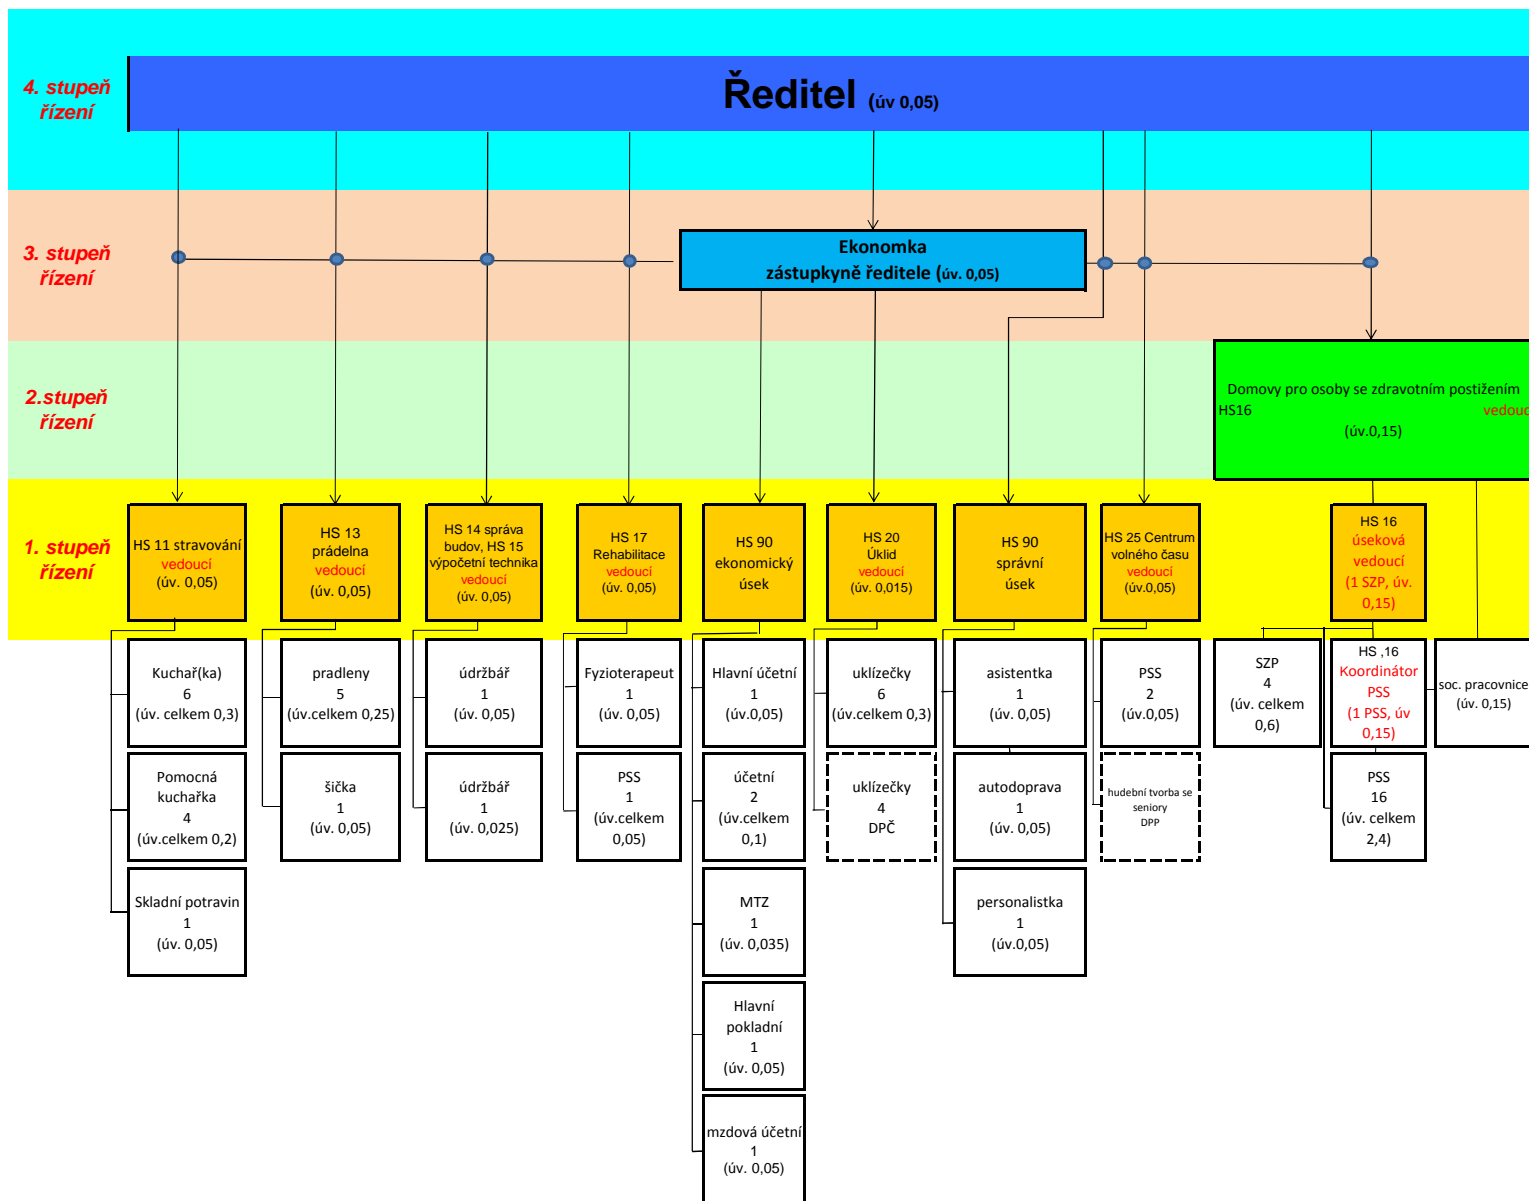 4. stupeň
řízení
Ředitel (úv 0,05)
3. stupeň
řízení
Ekonomka
zástupkyně ředitele (úv. 0,05)
2.stupeň
řízení
Domovy pro osoby se zdravotním postižením
HS16 vedoucí
(úv.0,15)
1. stupeň
řízení
HS 11 stravování
vedoucí
(úv. 0,05)
HS 13
prádelna
vedoucí
(úv. 0,05)
HS 14 správa
budov, HS 15
výpočetní technika
vedoucí
(úv. 0,05)
HS 17
Rehabilitace
vedoucí
(úv. 0,05)
HS 90
ekonomický
úsek
HS 20
Úklid
vedoucí
(úv. 0,015)
HS 90
správní
úsek
HS 25 Centrum
volného času
vedoucí
(úv.0,05)
HS 16
úseková
vedoucí
(1 SZP, úv.
0,15)
Kuchař(ka)
6
(úv. celkem 0,3)
pradleny
5
(úv.celkem 0,25)
údržbář
1
(úv. 0,05)
Fyzioterapeut
1
(úv. 0,05)
Hlavní účetní
1
(úv.0,05)
uklízečky
6
(úv.celkem 0,3)
asistentka
1
(úv. 0,05)
PSS
2
(úv.0,05)
SZP
4
(úv. celkem
0,6)
HS ,16
Koordinátor
PSS
(1 PSS, úv
0,15)
soc. pracovnice
(úv. 0,15)
Pomocná
kuchařka
4
(úv.celkem 0,2)
šička
1
(úv. 0,05)
údržbář
1
(úv. 0,025)
PSS
1
(úv.celkem
0,05)
účetní
2
(úv.celkem
0,1)
uklízečky
4
DPČ
autodoprava
1
(úv. 0,05)
hudební tvorba se
seniory
DPP
PSS
16
(úv. celkem
2,4)
Skladní potravin
1
(úv. 0,05)
MTZ
1
(úv. 0,035)
personalistka
1
(úv.0,05)
Hlavní
pokladní
1
(úv. 0,05)
mzdová účetní
1
(úv. 0,05)